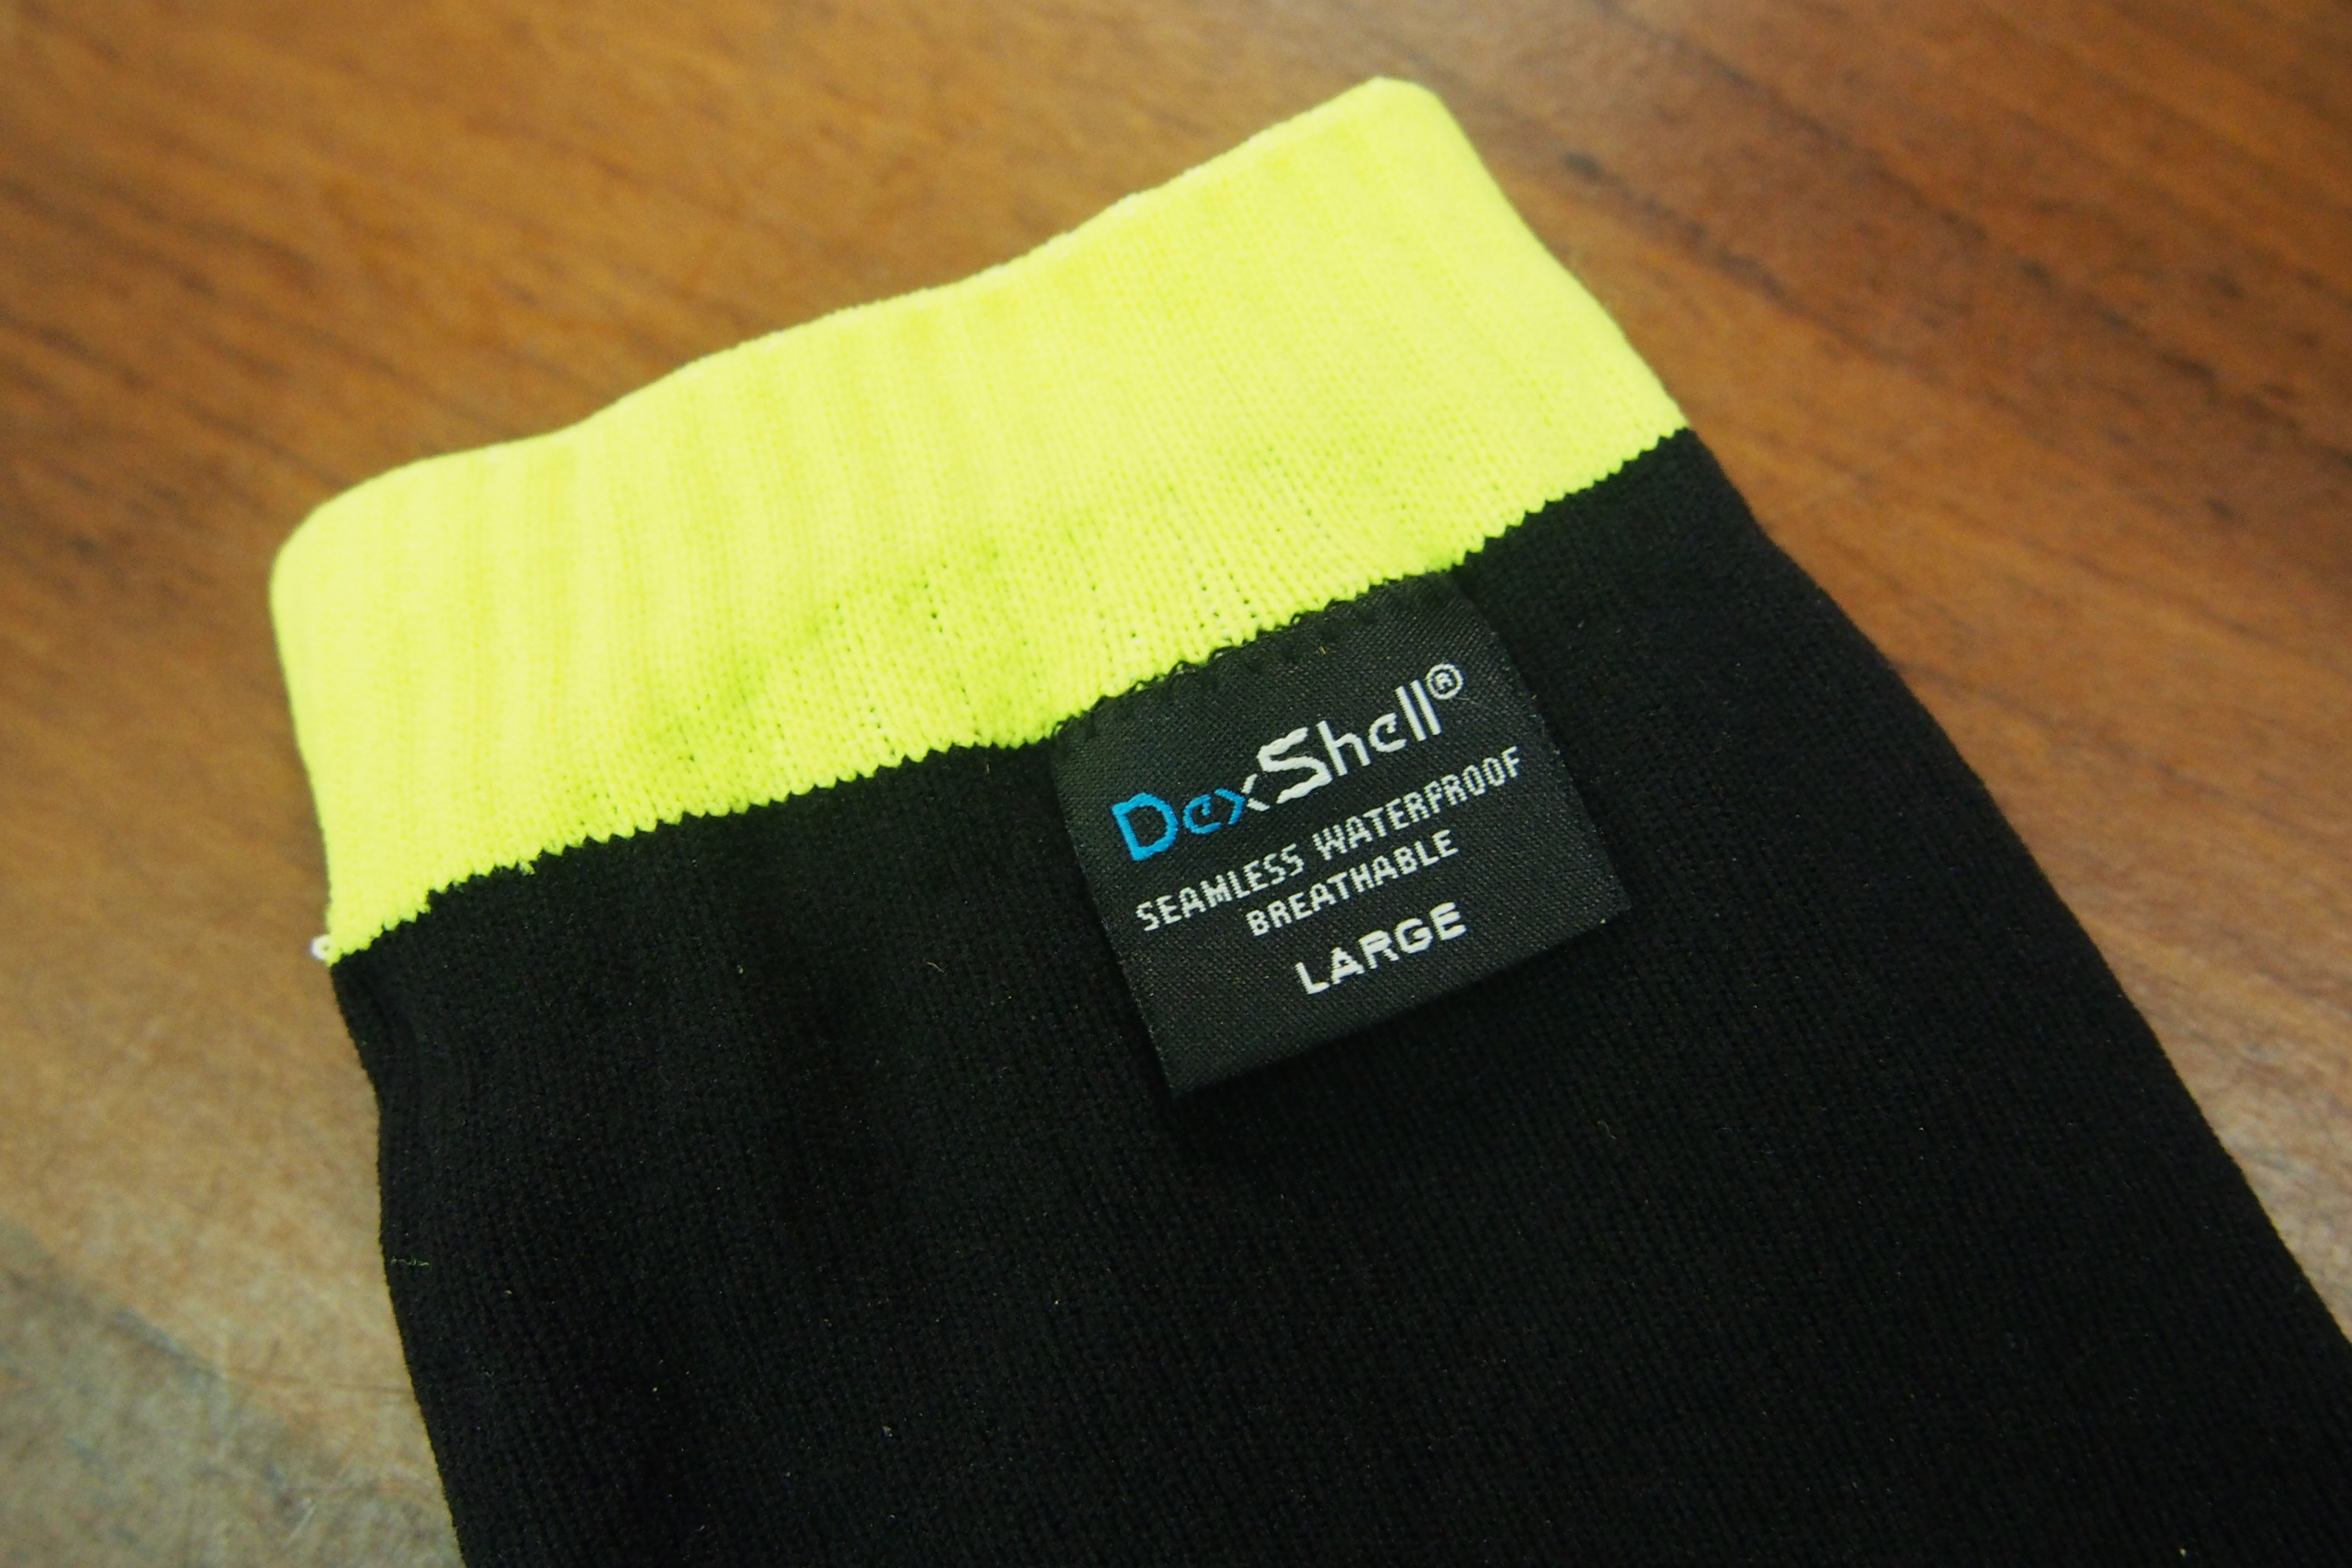 DexShell®
SEAMLESS WATERPROOF
BREATHABLE
LARGE